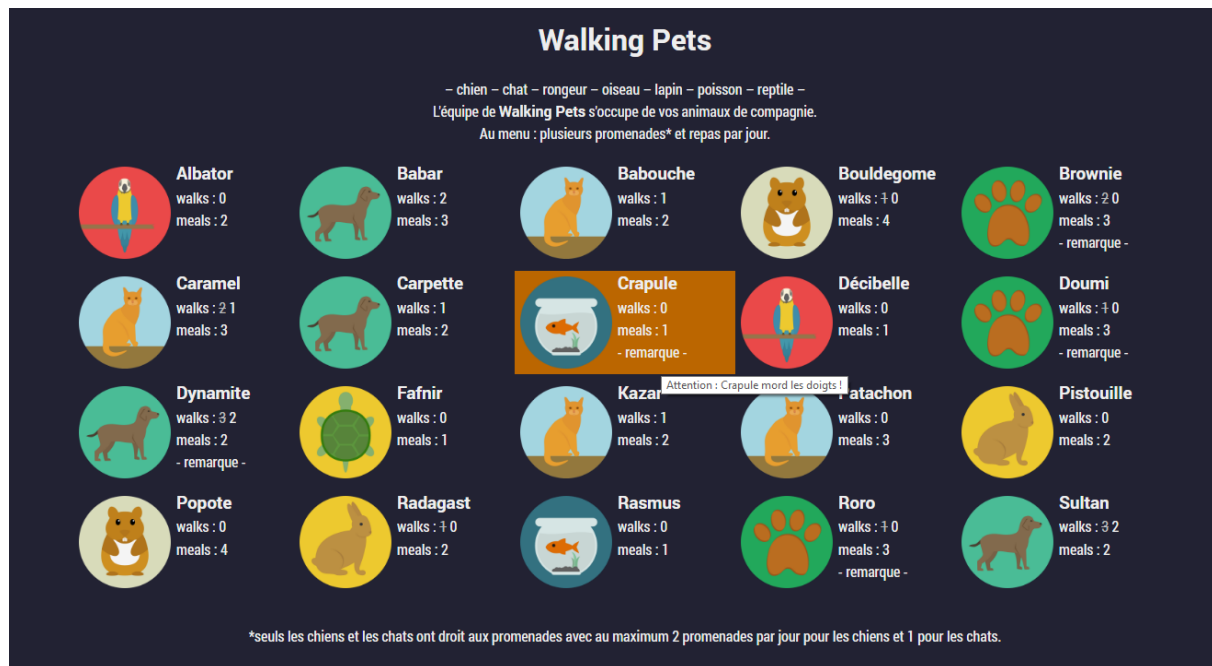 Walking Pets
– chien – chat – rongeur – oiseau – lapin – poisson – reptile –
L'équipe de Walking Pets s'occupe de vos animaux de compagnie.
Au menu : plusieurs promenades* et repas par jour.
Albator
walks : 0
meals : 2
Babar
walks : 2
meals : 3
Babouche
walks : 1
meals : 2
Bouldegome
walks : 1 0
meals : 4
Brownie
walks : 2 0
meals : 3
- remarque -
Caramel
walks : 2 1
meals : 3
Carpette
walks : 1
meals : 2
Crapule
walks : 0
meals : 1
- remarque -
Attention : Crapule mord les doigts !
Décibelle
walks : 0
meals : 1
Doumi
walks : 1 0
meals : 3
- remarque -
Dynamite
walks : 3 2
meals : 2
- remarque -
Fafnir
walks : 0
meals : 1
walks : 1
meals : 2
walks : 0
meals : 3
Pistouille
walks : 0
meals : 2
Popote
walks : 0
meals : 4
Radagast
walks : 1 0
meals : 2
Rasmus
walks : 0
meals : 1
Roro
walks : 1 0
meals : 3
- remarque -
Sultan
walks : 3 2
meals : 2
*seuls les chiens et les chats ont droit aux promenades avec au maximum 2 promenades par jour pour les chiens et 1 pour les chats.